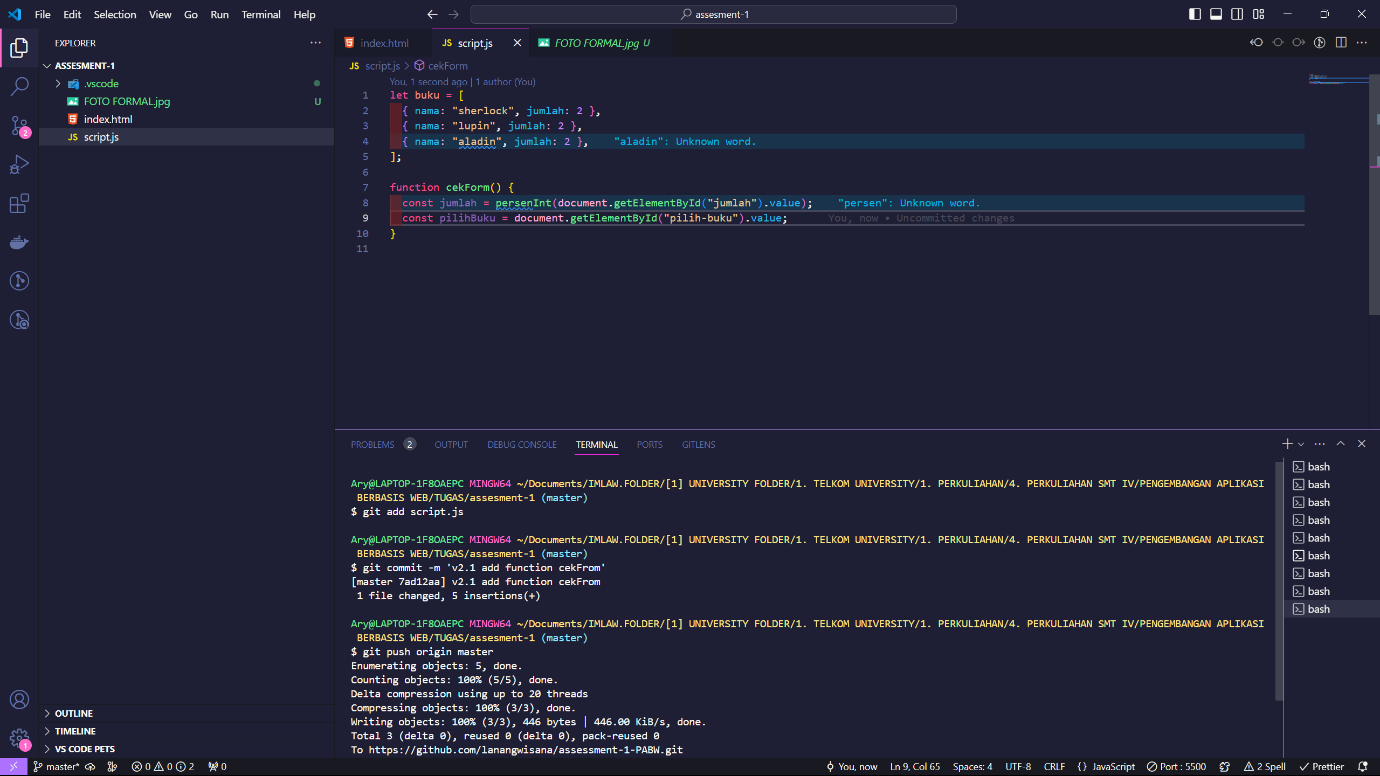 File Edit Selection View Go Run Terminal Help
assesment-1
EXPLORER
ASSESMENT-1
.vscode
FOTO FORMAL.jpg U
index.html
JS script.js
OUTLINE
TIMELINE
VS CODE PETS
index.html
JS script.js
FOTO FORMAL.jpg U
JS script.js > cekForm
You, 1 second ago | 1 author (You)
1 let buku = [
2 { nama: "sherlock", jumlah: 2 },
3 { nama: "lupin", jumlah: 2 },
4 { nama: "aladin", jumlah: 2 }, "aladin": Unknown word.
5 ];
6
7 function cekForm() {
8 const jumlah = persenInt(document.getElementById("jumlah").value); "persen": Unknown word.
9 const pilihBuku = document.getElementById("pilih-buku").value; You, now • Uncommitted changes
10 }
11
PROBLEMS 2 OUTPUT DEBUG CONSOLE TERMINAL PORTS GITLENS
Ary@LAPTOP-1F8OAEPC MINGW64 ~/Documents/IMLAW.FOLDER/[1] UNIVERSITY FOLDER/1. TELKOM UNIVERSITY/1. PERKULIAHAN/4. PERKULIAHAN SMT IV/PENGEMBANGAN APLIKASI
BERBASIS WEB/TUGAS/assesment-1 (master)
$ git add script.js
Ary@LAPTOP-1F8OAEPC MINGW64 ~/Documents/IMLAW.FOLDER/[1] UNIVERSITY FOLDER/1. TELKOM UNIVERSITY/1. PERKULIAHAN/4. PERKULIAHAN SMT IV/PENGEMBANGAN APLIKASI
BERBASIS WEB/TUGAS/assesment-1 (master)
$ git commit -m 'v2.1 add function cekFrom'
[master 7ad12aa] v2.1 add function cekFrom
1 file changed, 5 insertions(+)
Ary@LAPTOP-1F8OAEPC MINGW64 ~/Documents/IMLAW.FOLDER/[1] UNIVERSITY FOLDER/1. TELKOM UNIVERSITY/1. PERKULIAHAN/4. PERKULIAHAN SMT IV/PENGEMBANGAN APLIKASI
BERBASIS WEB/TUGAS/assesment-1 (master)
$ git push origin master
Enumerating objects: 5, done.
Counting objects: 100% (5/5), done.
Delta compression using up to 20 threads
Compressing objects: 100% (3/3), done.
Writing objects: 100% (3/3), 446 bytes | 446.00 KiB/s, done.
Total 3 (delta 0), reused 0 (delta 0), pack-reused 0
To https://github.com/lanangwisana/assessment-1-PABW.git
bash
bash
bash
bash
bash
bash
bash
bash
bash
2
1
master* 0 0 2 0 You, now Ln 9, Col 65 Spaces: 4 UTF-8 CRLF {} JavaScript Port : 5500 2 Spell Prettier